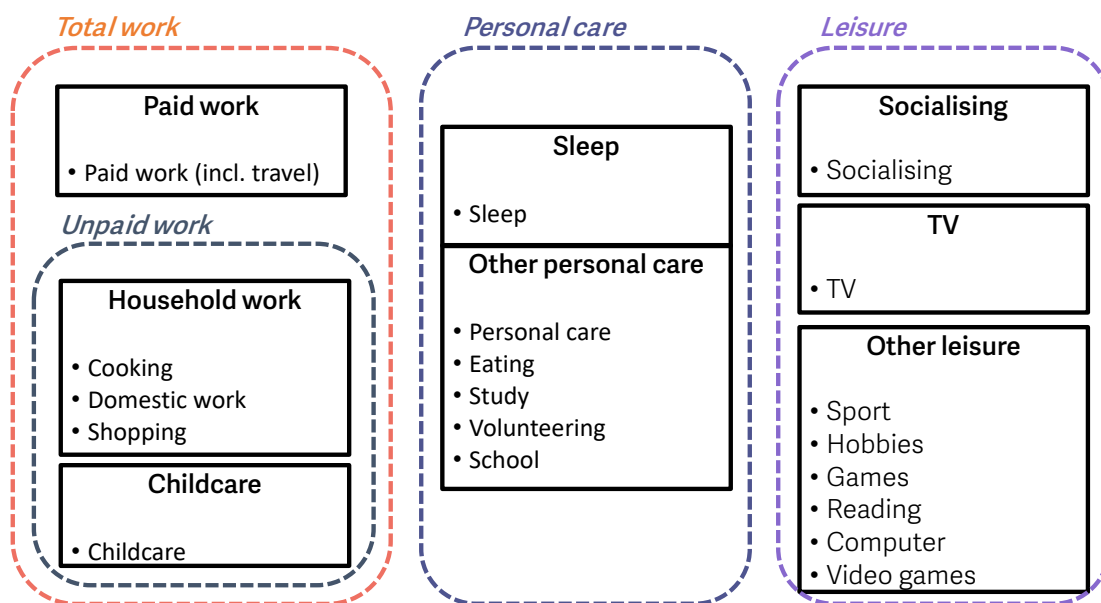 Total work
Paid work
• Paid work (incl. travel)
Unpaid work
Household work
• Cooking
• Domestic work
• Shopping
Childcare
• Childcare
Personal care
Sleep
• Sleep
Other personal care
• Personal care
• Eating
• Study
• Volunteering
• School
Leisure
Socialising
• Socialising
TV
• TV
Other leisure
• Sport
• Hobbies
• Games
• Reading
• Computer
• Video games